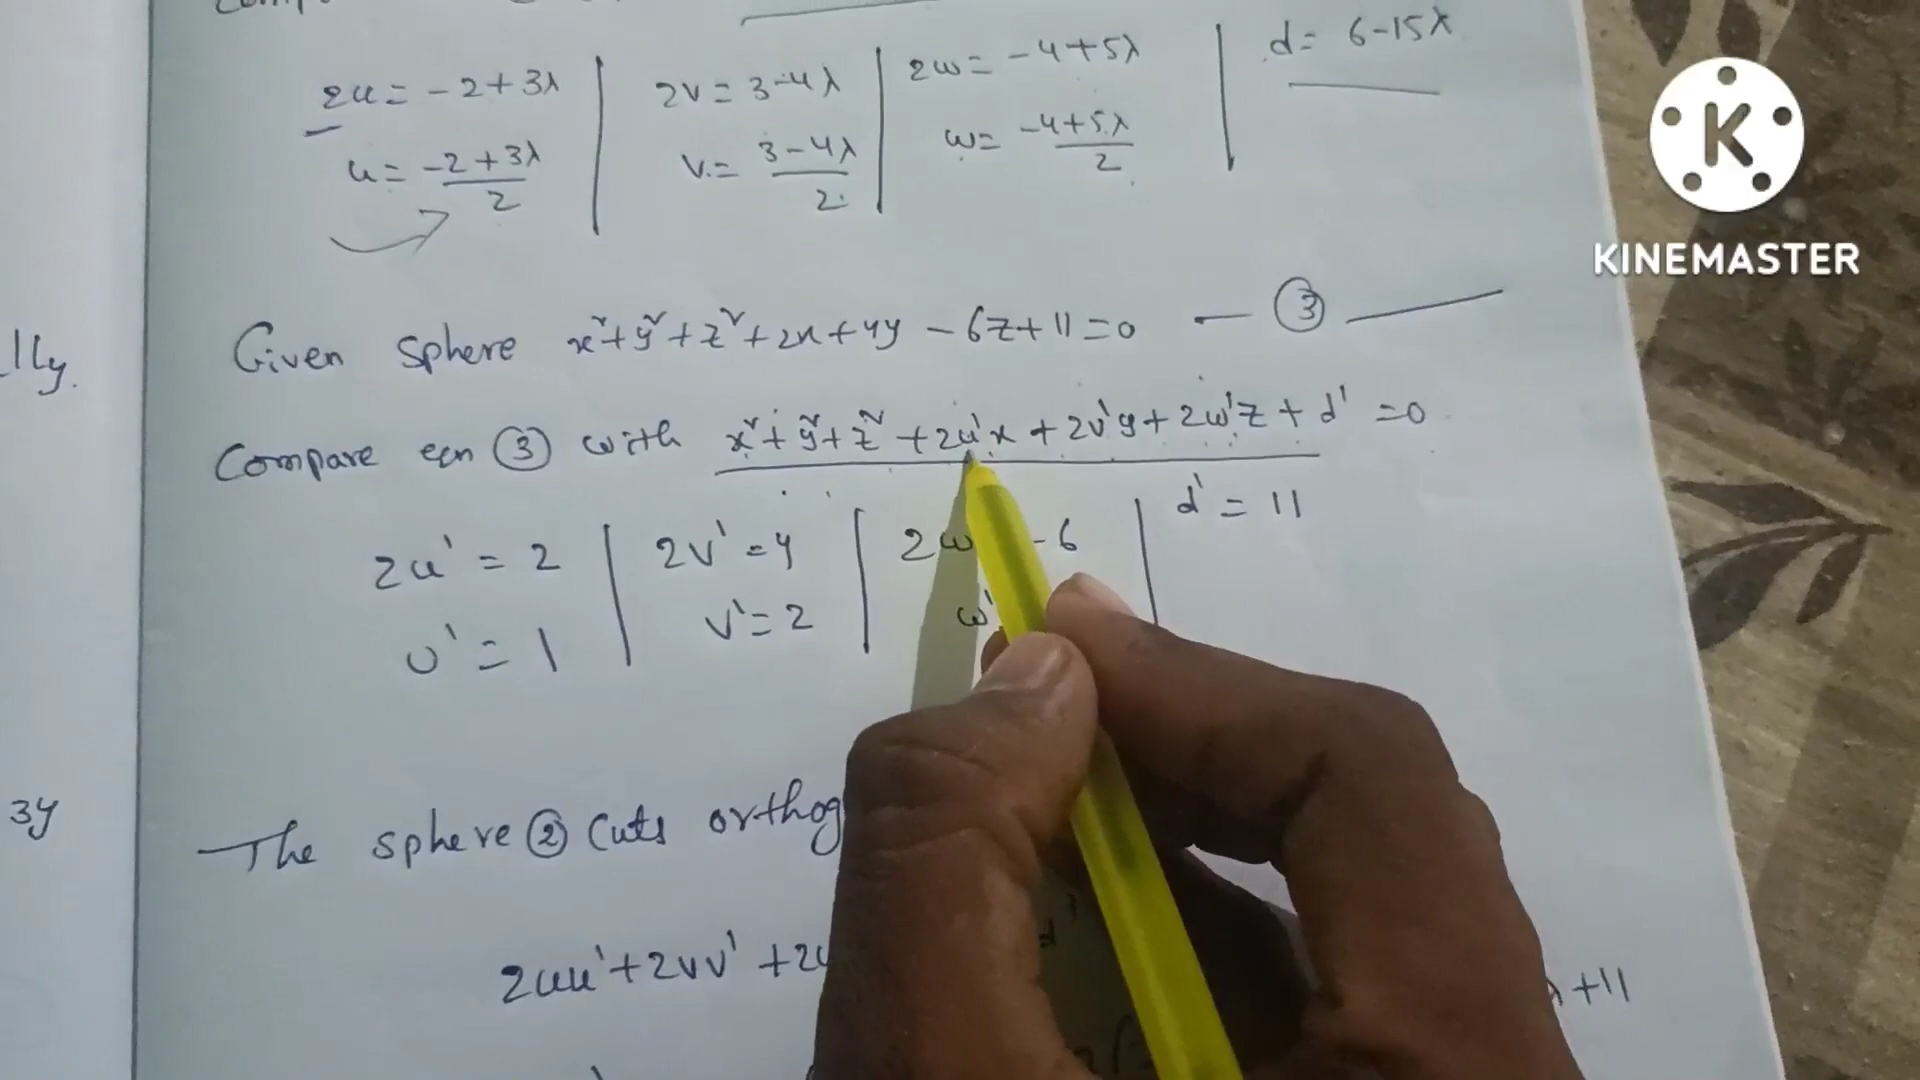 2u = -2+3λ | 2v = 3-4λ | 2w = -4+5λ | d = 6-15λ
u = -2+3λ/2 | v = 3-4λ/2 | w = -4+5λ/2
KINEMASTER
Given sphere x²+y²+z²+2x+4y-6z+11=0 — ③
lly.
Compare eqn ③ with x²+y²+z²+2u'x+2v'y+2w'z+d'=0
2u' = 2 | 2v' = 4 | 2w -6 | d' = 11
u' = 1 | v' = 2 | w'
3y
The sphere ② cuts
2uu'+2vv'+2 +11